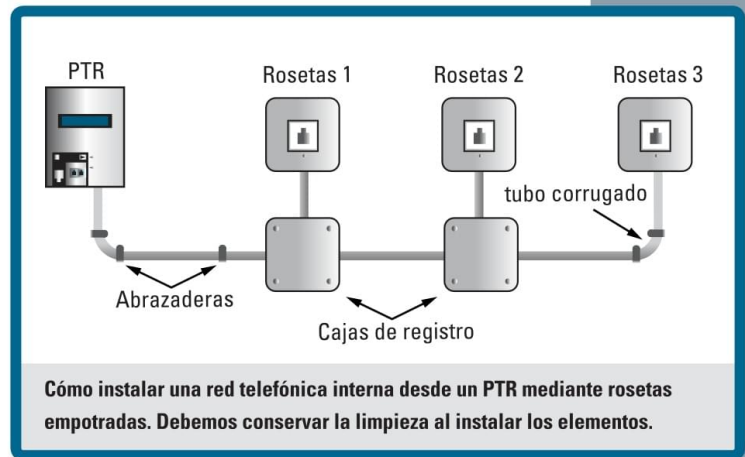 PTR
Rosetas 1
Rosetas 2
Rosetas 3
tubo corrugado
Abrazaderas
Cajas de registro
Cómo instalar una red telefónica interna desde un PTR mediante rosetas
empotradas. Debemos conservar la limpieza al instalar los elementos.